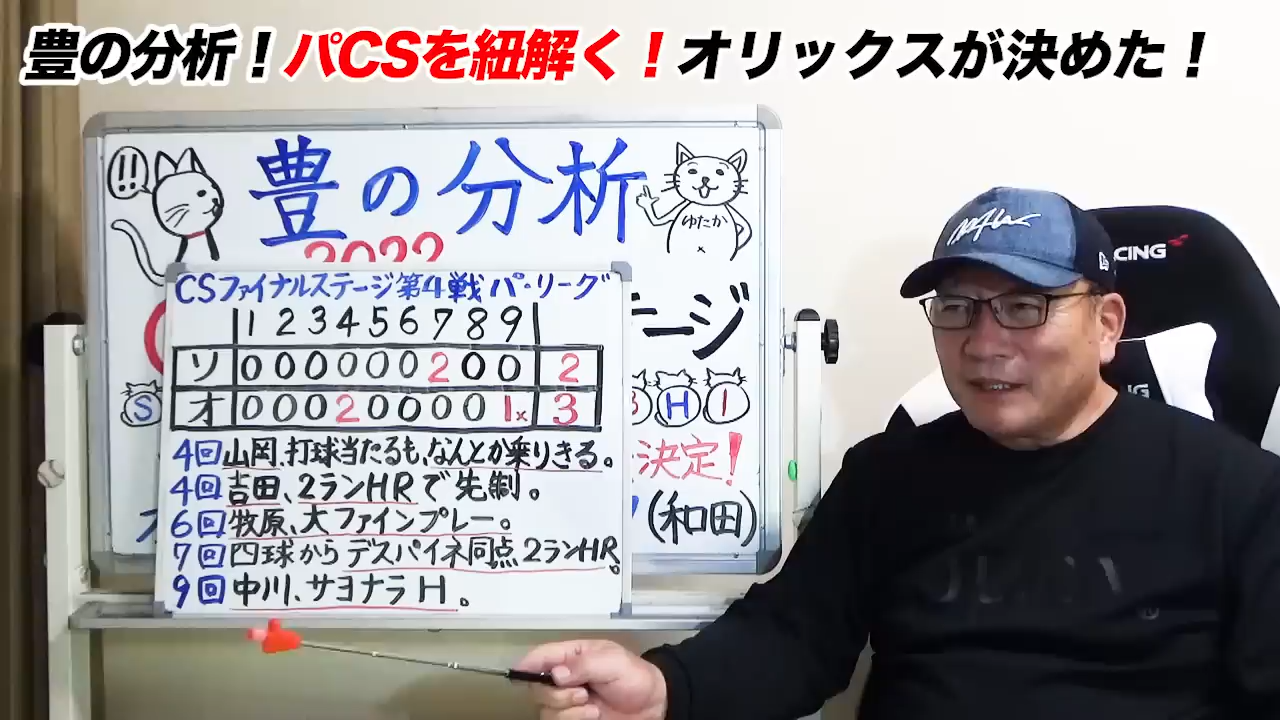 豊の分析！パCSを紐解く！オリックスが決めた！
!!
豊の分析
ゆたか
2022
CSファイナルステージ第4戦 パ・リーグ
1 2 3 4 5 6 7 8 9
ソ 0 0 0 0 0 0 2 0 0 2
オ 0 0 0 2 0 0 0 0 1x 3
4回 山岡、打球当たるも、なんとか乗りきる。
4回 吉田、2ランHRで先制。
6回 牧原、大ファインプレー。
7回 四球からデスパイネ同点2ランHR。
9回 中川、サヨナラH。
ージ
S
H
I
決定！
(和田)
CING